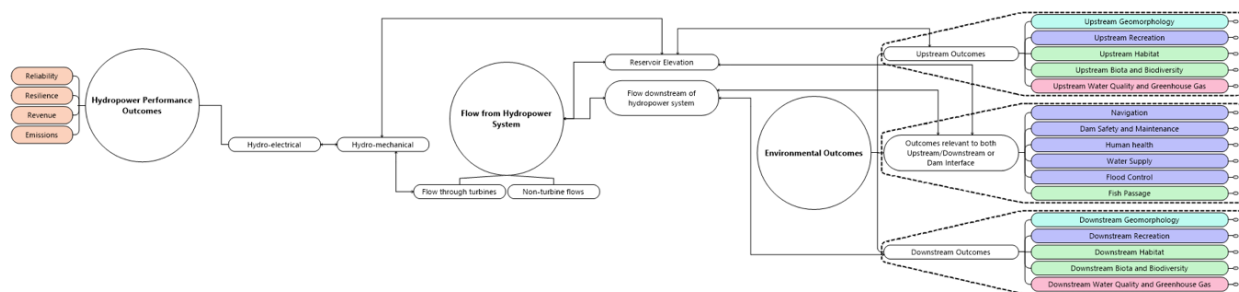 Reliability
Resilience
Revenue
Emissions
Hydropower Performance
Outcomes
Hydro-electrical
Hydro-mechanical
Flow from Hydropower
System
Flow through turbines
Non-turbine flows
Reservoir Elevation
Flow downstream of
hydropower system
Environmental Outcomes
Upstream Outcomes
Upstream Geomorphology
Upstream Recreation
Upstream Habitat
Upstream Biota and Biodiversity
Upstream Water Quality and Greenhouse Gas
Outcomes relevant to both
Upstream/Downstream or
Dam Interface
Navigation
Dam Safety and Maintenance
Human health
Water Supply
Flood Control
Fish Passage
Downstream Outcomes
Downstream Geomorphology
Downstream Recreation
Downstream Habitat
Downstream Biota and Biodiversity
Downstream Water Quality and Greenhouse Gas